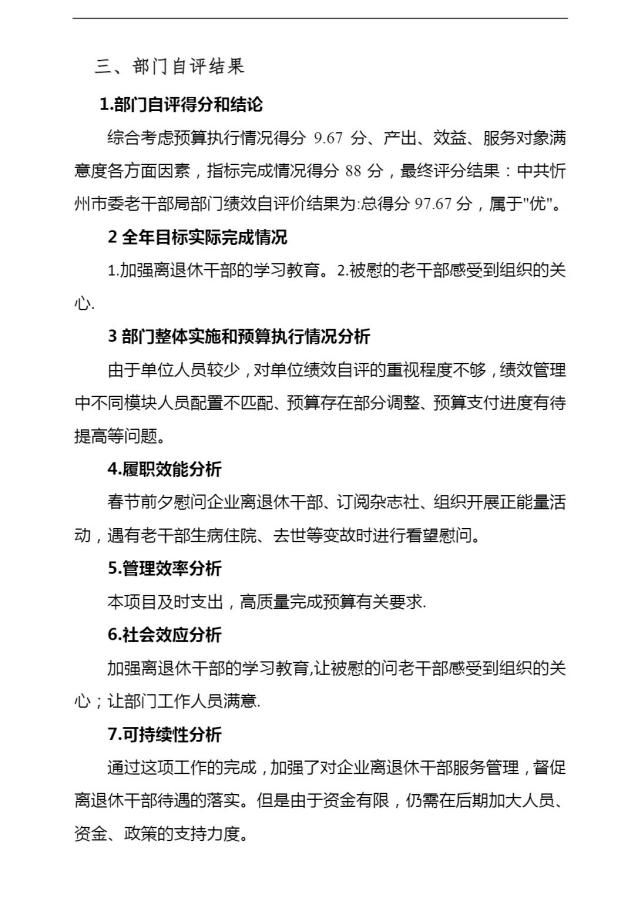 三、部门自评结果
1.部门自评得分和结论
综合考虑预算执行情况得分 9.67 分、产出、效益、服务对象满
意度各方面因素，指标完成情况得分 88 分，最终评分结果：中共忻
州市委老干部局部门绩效自评价结果为:总得分 97.67 分，属于"优"。
2 全年目标实际完成情况
1.加强离退休干部的学习教育。2.被慰的老干部感受到组织的关
心.
3 部门整体实施和预算执行情况分析
由于单位人员较少，对单位绩效自评的重视程度不够，绩效管理
中不同模块人员配置不匹配、预算存在部分调整、预算支付进度有待
提高等问题。
4.履职效能分析
春节前夕慰问企业离退休干部、订阅杂志社、组织开展正能量活
动，遇有老干部生病住院、去世等变故时进行看望慰问。
5.管理效率分析
本项目及时支出，高质量完成预算有关要求.
6.社会效应分析
加强离退休干部的学习教育,让被慰的问老干部感受到组织的关
心；让部门工作人员满意.
7.可持续性分析
通过这项工作的完成，加强了对企业离退休干部服务管理，督促
离退休干部待遇的落实。但是由于资金有限，仍需在后期加大人员、
资金、政策的支持力度。